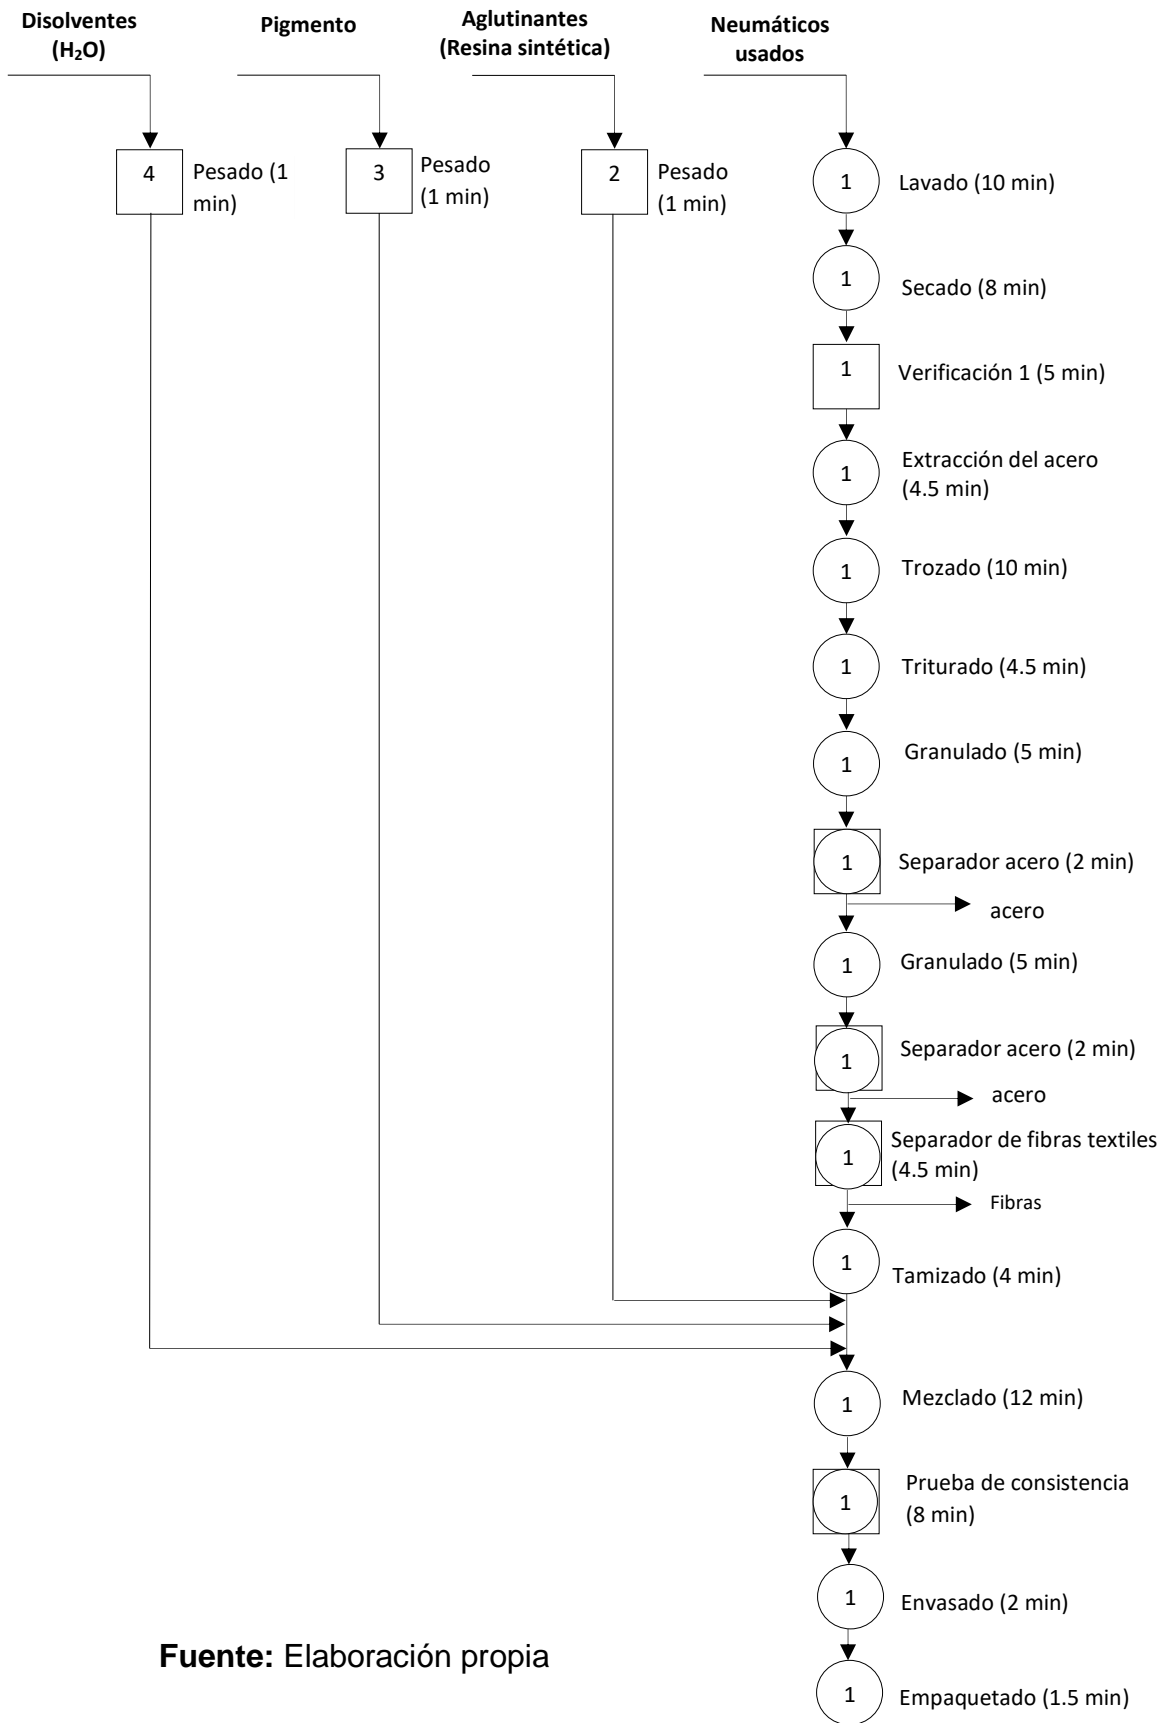 Disolventes
(H₂O)
Pigmento
Aglutinantes
(Resina sintética)
Neumáticos
usados
4
Pesado (1
min)
3
Pesado
(1 min)
2
Pesado
(1 min)
1
Lavado (10 min)
1
Secado (8 min)
1
Verificación 1 (5 min)
1
Extracción del acero
(4.5 min)
1
Trozado (10 min)
1
Triturado (4.5 min)
1
Granulado (5 min)
1
Separador acero (2 min)
acero
1
Granulado (5 min)
1
Separador acero (2 min)
acero
1
Separador de fibras textiles
(4.5 min)
Fibras
1
Tamizado (4 min)
1
Mezclado (12 min)
1
Prueba de consistencia
(8 min)
1
Envasado (2 min)
Fuente: Elaboración propia
1
Empaquetado (1.5 min)